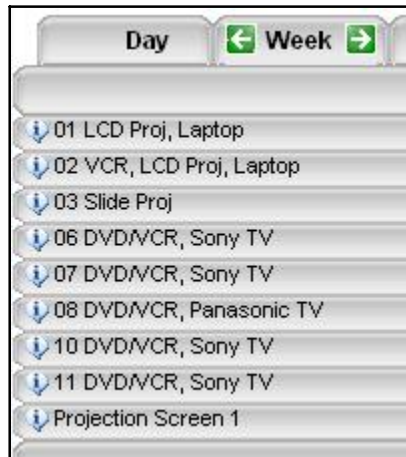 Day Week
01 LCD Proj, Laptop
02 VCR, LCD Proj, Laptop
03 Slide Proj
06 DVD/VCR, Sony TV
07 DVD/VCR, Sony TV
08 DVD/VCR, Panasonic TV
10 DVD/VCR, Sony TV
11 DVD/VCR, Sony TV
Projection Screen 1